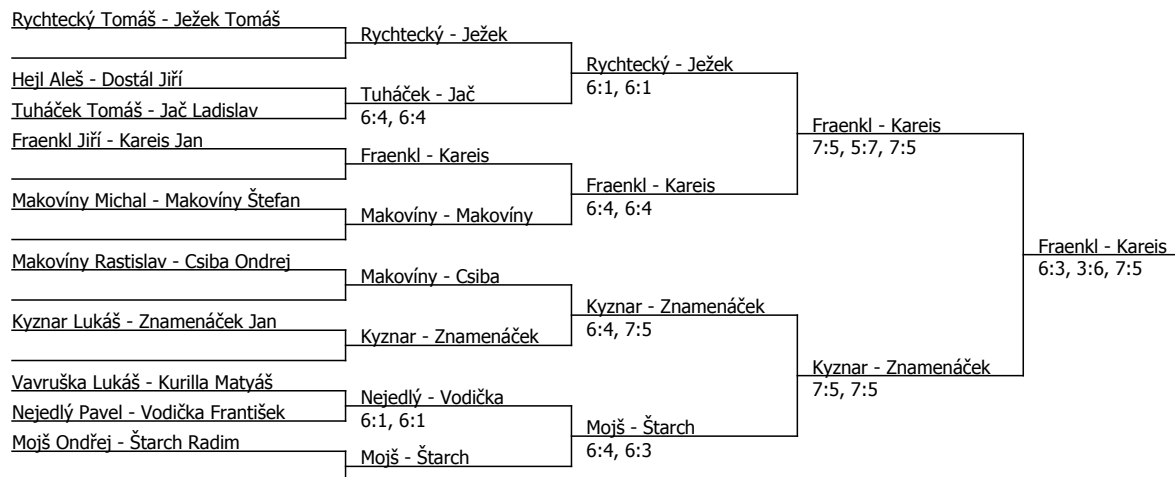 Rychtecký Tomáš - Ježek Tomáš
Hejl Aleš - Dostál Jiří
Tuháček Tomáš - Jač Ladislav
Fraenkl Jiří - Kareis Jan
Makovíny Michal - Makovíny Štefan
Makovíny Rastislav - Csiba Ondrej
Kyznar Lukáš - Znamenáček Jan
Vavruška Lukáš - Kurilla Matyáš
Nejedlý Pavel - Vodička František
Mojš Ondřej - Štarch Radim
Rychtecký - Ježek
Tuháček - Jač
6:4, 6:4
Fraenkl - Kareis
Makovíny - Makovíny
Makovíny - Csiba
Kyznar - Znamenáček
Nejedlý - Vodička
6:1, 6:1
Mojš - Štarch
Rychtecký - Ježek
6:1, 6:1
Fraenkl - Kareis
6:4, 6:4
Kyznar - Znamenáček
6:4, 7:5
Mojš - Štarch
6:4, 6:3
Fraenkl - Kareis
7:5, 5:7, 7:5
Kyznar - Znamenáček
7:5, 7:5
Fraenkl - Kareis
6:3, 3:6, 7:5